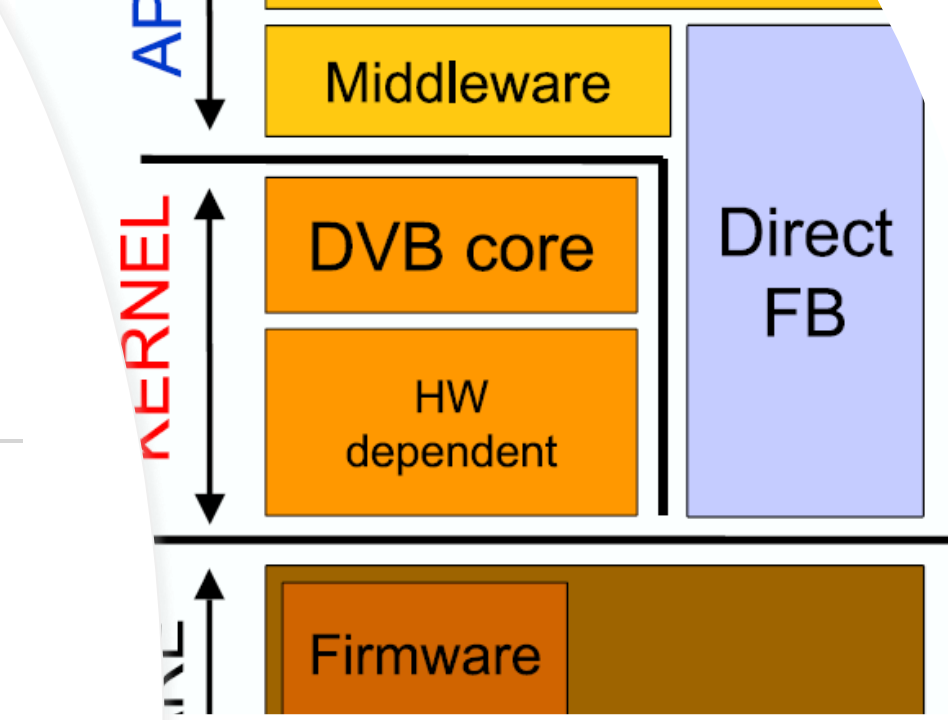 Middleware
DVB core
HW
dependent
Direct
FB
KERNEL
Firmware